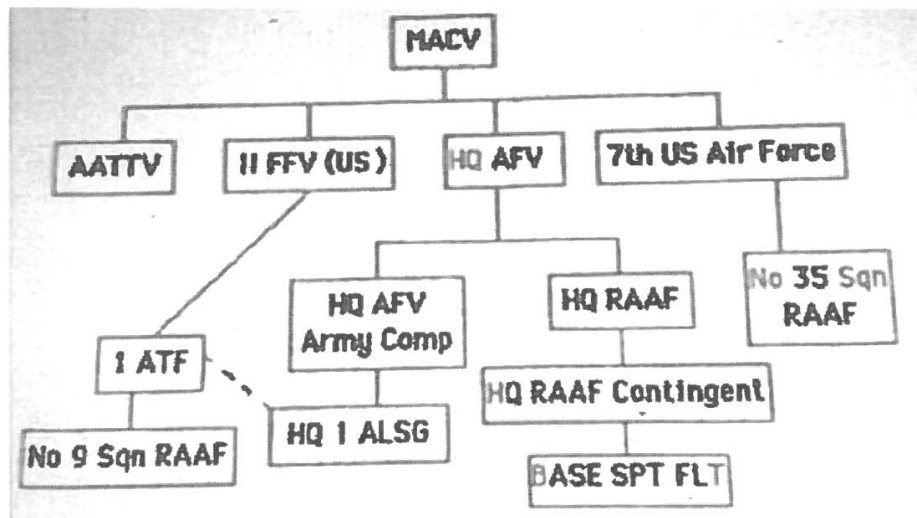 MACV
AATTV
II FFV (US)
HQ AFV
7th US Air Force
HQ AFV
Army Comp
HQ RAAF
No 35 Sqn
RAAF
1 ATF
HQ RAAF Contingent
No 9 Sqn RAAF
HQ 1 ALSG
BASE SPT FLT